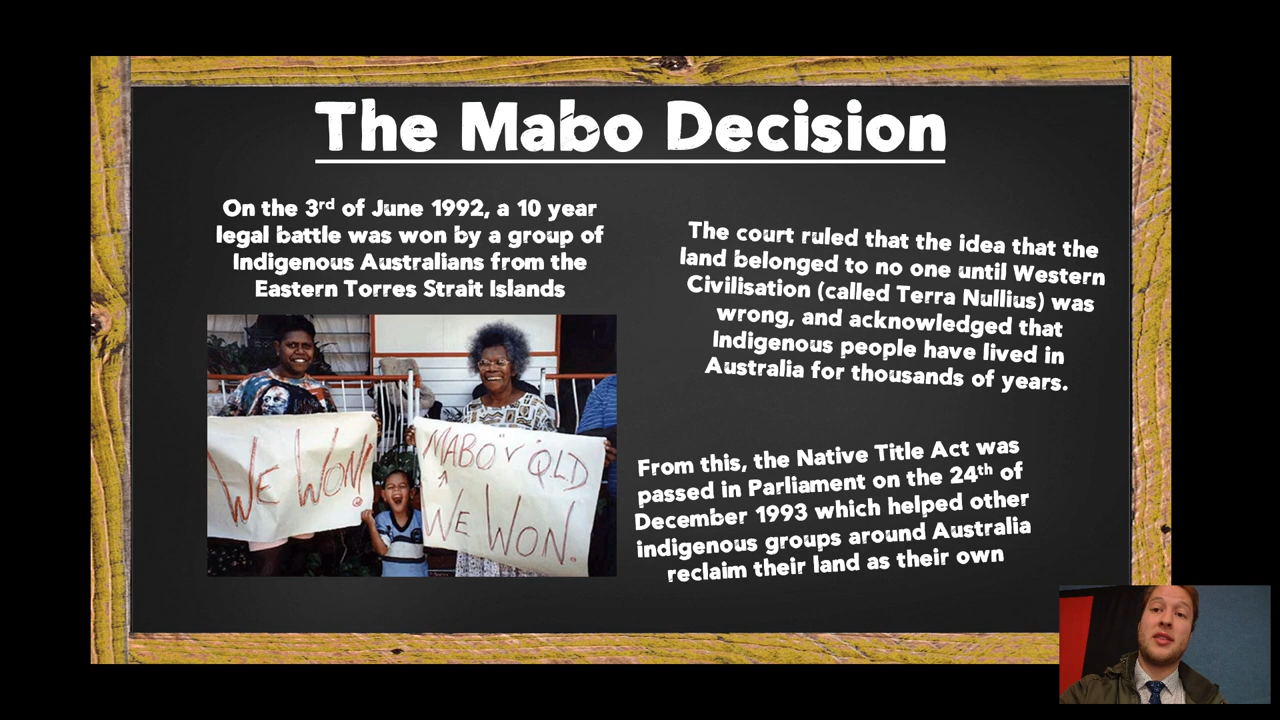 The Mabo Decision
On the 3rd of June 1992, a 10 year
legal battle was won by a group of
Indigenous Australians from the
Eastern Torres Strait Islands
The court ruled that the idea that the
land belonged to no one until Western
Civilisation (called Terra Nullius) was
wrong, and acknowledged that
Indigenous people have lived in
Australia for thousands of years.
WE WON!
MABO "v" QLD
WE WON.
From this, the Native Title Act was
passed in Parliament on the 24th of
December 1993 which helped other
indigenous groups around Australia
reclaim their land as their own